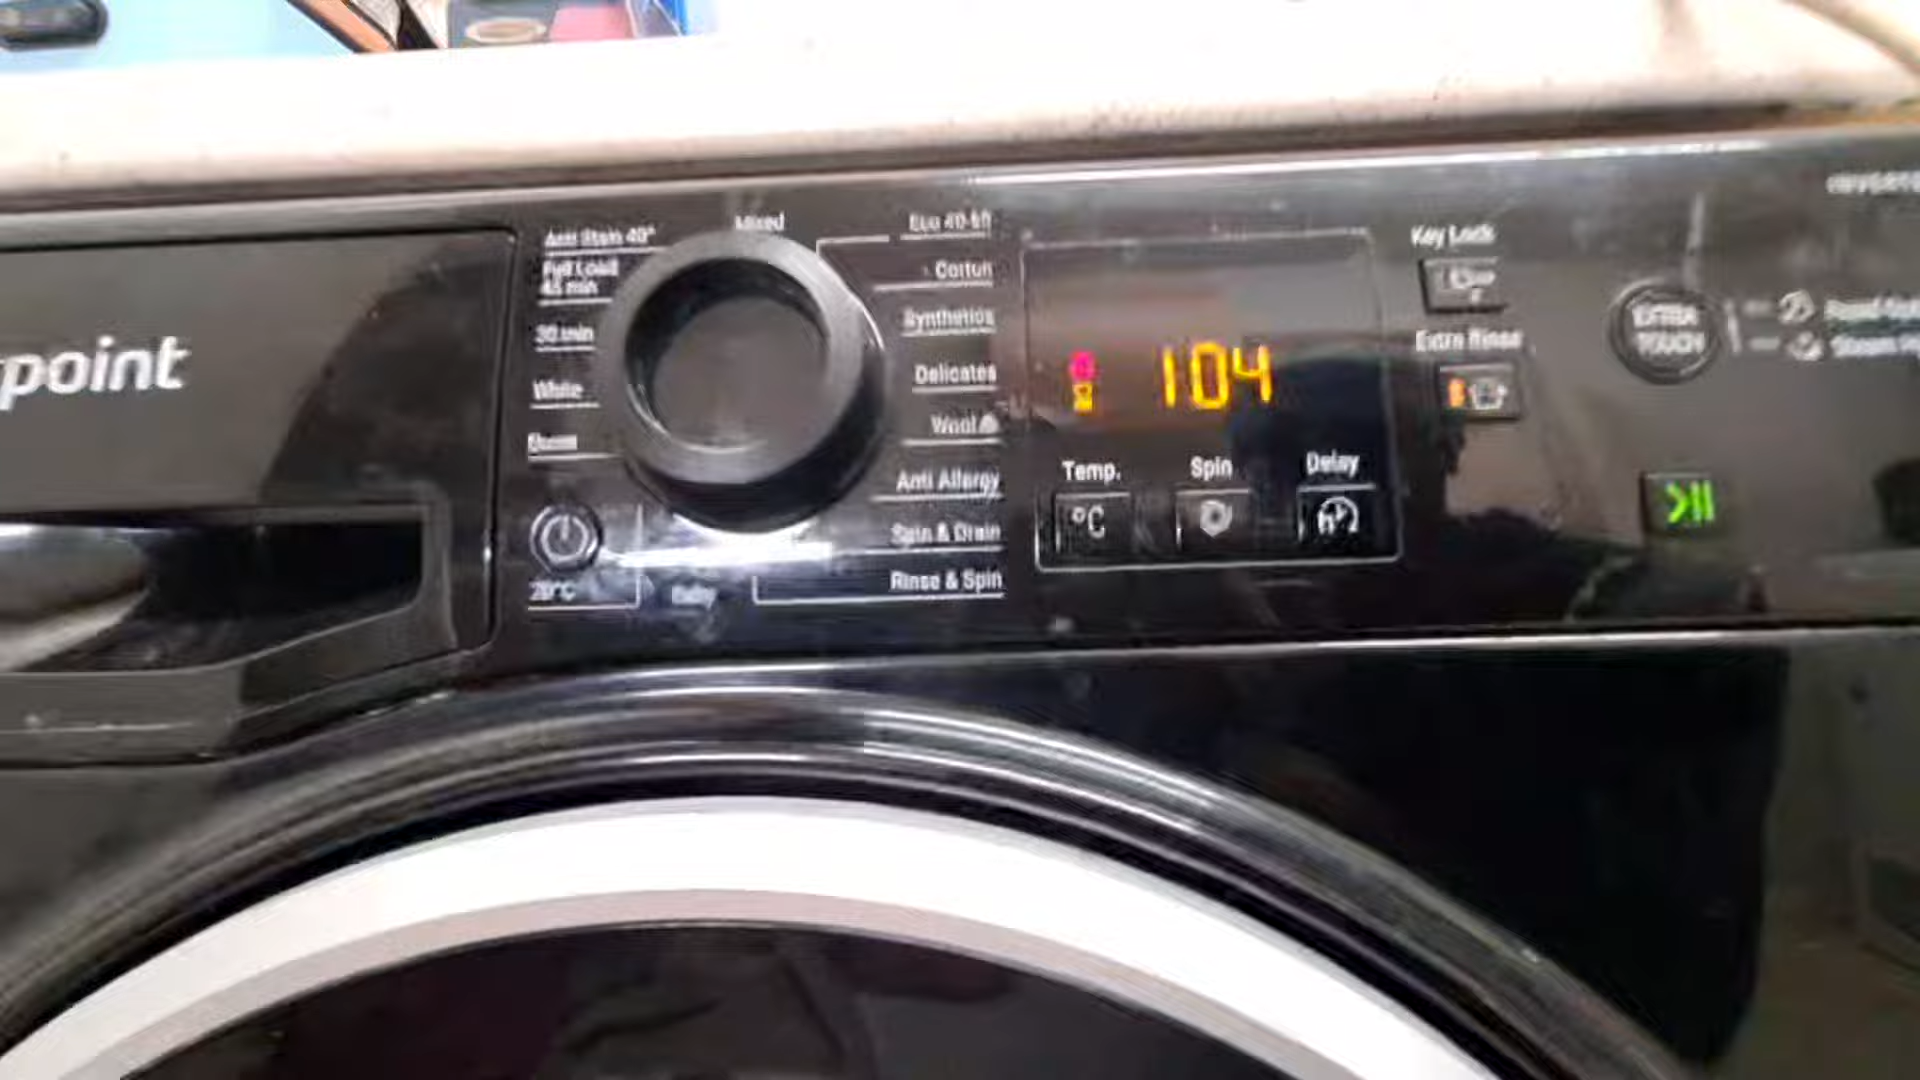 point
Anti Stain 40°
Full Load
45 min
30 min
White
20°C
Mixed
Baby
Eco 40-60
Cotton
Synthetics
Delicates
Wool
Anti Allergy
Spin & Drain
Rinse & Spin
104
Temp.
°C
Spin
Delay
Key Lock
Extra Rinse
EXTRA
TOUCH